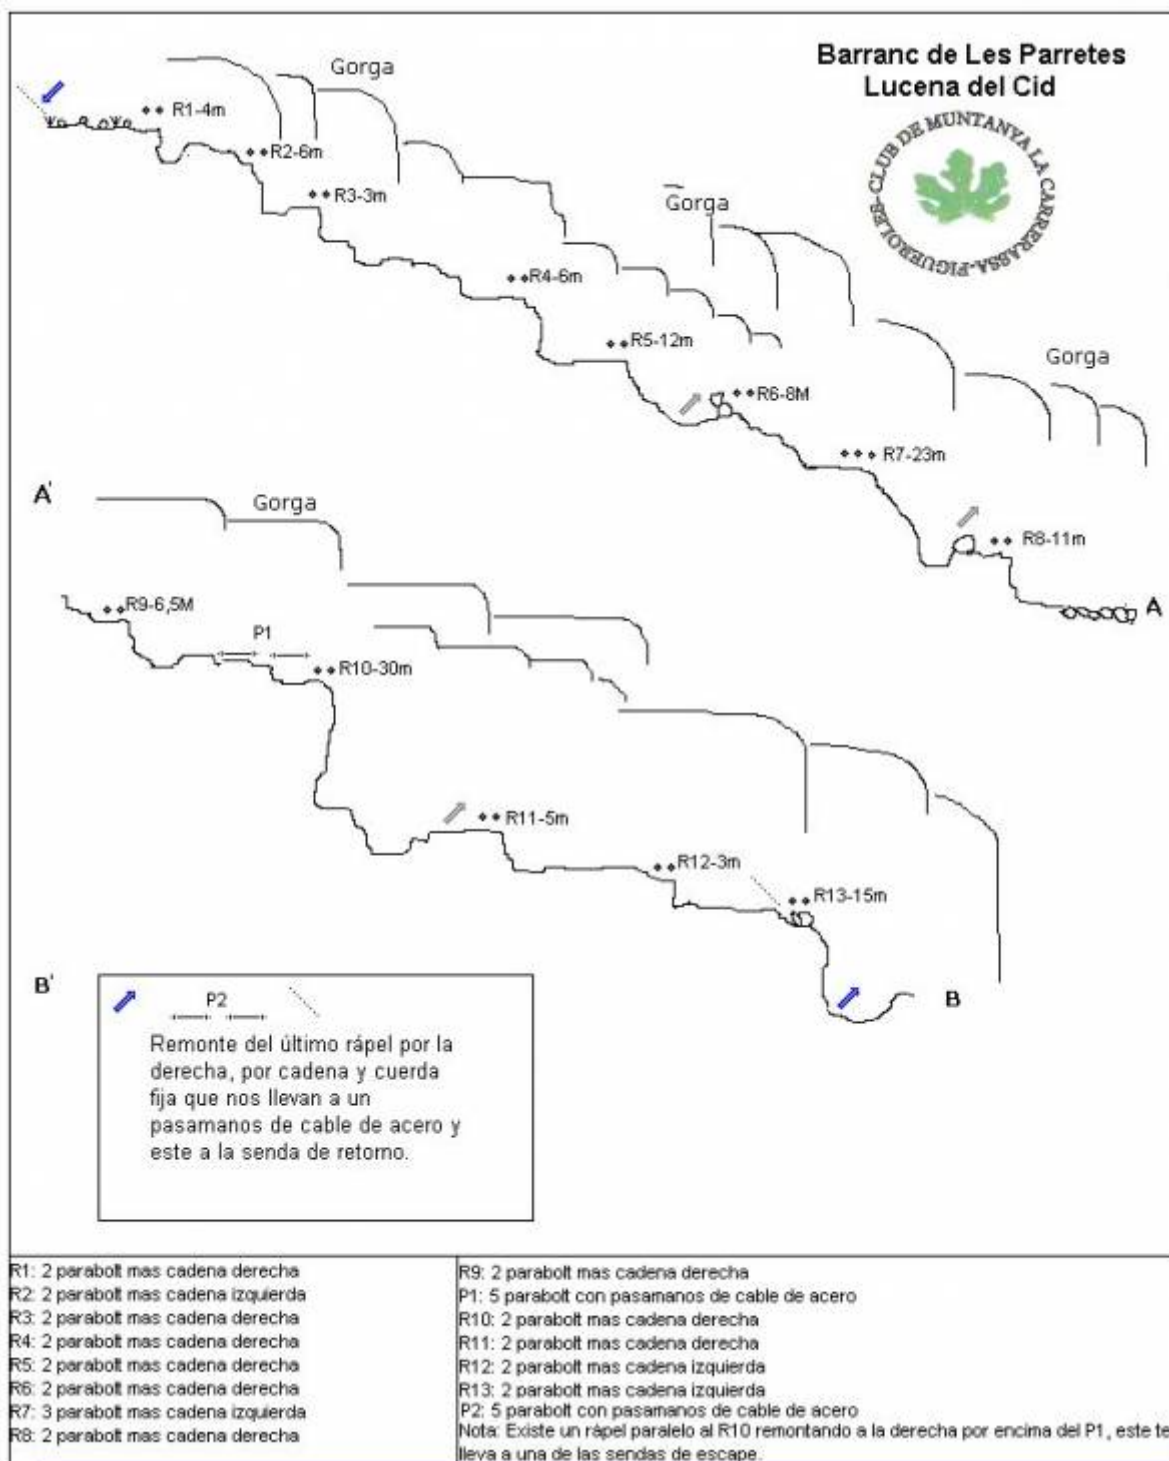 Barranc de Les Parretes
Lucena del Cid
CLUB DE MUNTANYA LA CARRERASSA-FIGUEROLES-
Gorga
R1-4m
R2-6m
R3-3m
Gorga
R4-6m
R5-12m
Gorga
R6-8M
R7-23m
R8-11m
A
A'
Gorga
R9-6,5M
P1
R10-30m
R11-5m
R12-3m
R13-15m
B
B'
P2
Remonte del último rápel por la
derecha, por cadena y cuerda
fija que nos llevan a un
pasamanos de cable de acero y
este a la senda de retorno.
R1: 2 parabolt mas cadena derecha
R2: 2 parabolt mas cadena izquierda
R3: 2 parabolt mas cadena derecha
R4: 2 parabolt mas cadena derecha
R5: 2 parabolt mas cadena derecha
R6: 2 parabolt mas cadena derecha
R7: 3 parabolt mas cadena izquierda
R8: 2 parabolt mas cadena derecha
R9: 2 parabolt mas cadena derecha
P1: 5 parabolt con pasamanos de cable de acero
R10: 2 parabolt mas cadena derecha
R11: 2 parabolt mas cadena derecha
R12: 2 parabolt mas cadena izquierda
R13: 2 parabolt mas cadena izquierda
P2: 5 parabolt con pasamanos de cable de acero
Nota: Existe un rápel paralelo al R10 remontando a la derecha por encima del P1, este te
lleva a una de las sendas de escape.